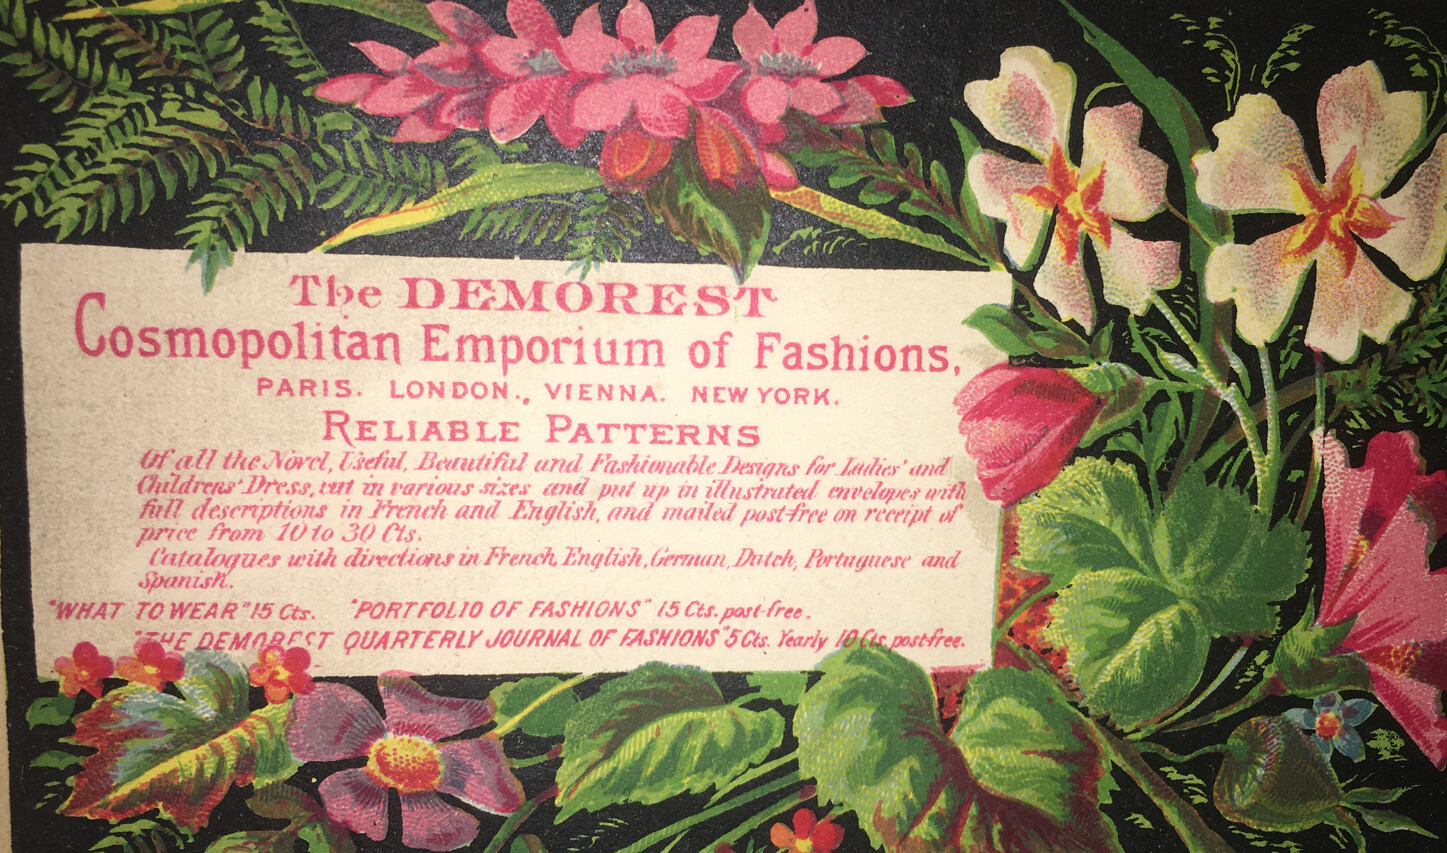 The DEMOREST
Cosmopolitan Emporium of Fashions,
PARIS. LONDON., VIENNA. NEW YORK.
RELIABLE PATTERNS
Of all the Novel, Useful, Beautiful and Fashionable Designs for Ladies' and
Childrens' Dress, cut in various sizes and put up in illustrated envelopes with
full descriptions in French and English, and mailed post-free on receipt of
price from 10 to 30 Cts.
Catalogues with directions in French, English, German, Dutch, Portuguese and
Spanish.
"WHAT TO WEAR" 15 Cts. "PORTFOLIO OF FASHIONS" 15 Cts. post-free.
"THE DEMOREST QUARTERLY JOURNAL OF FASHIONS" 5 Cts. Yearly 10 Cts. post-free.